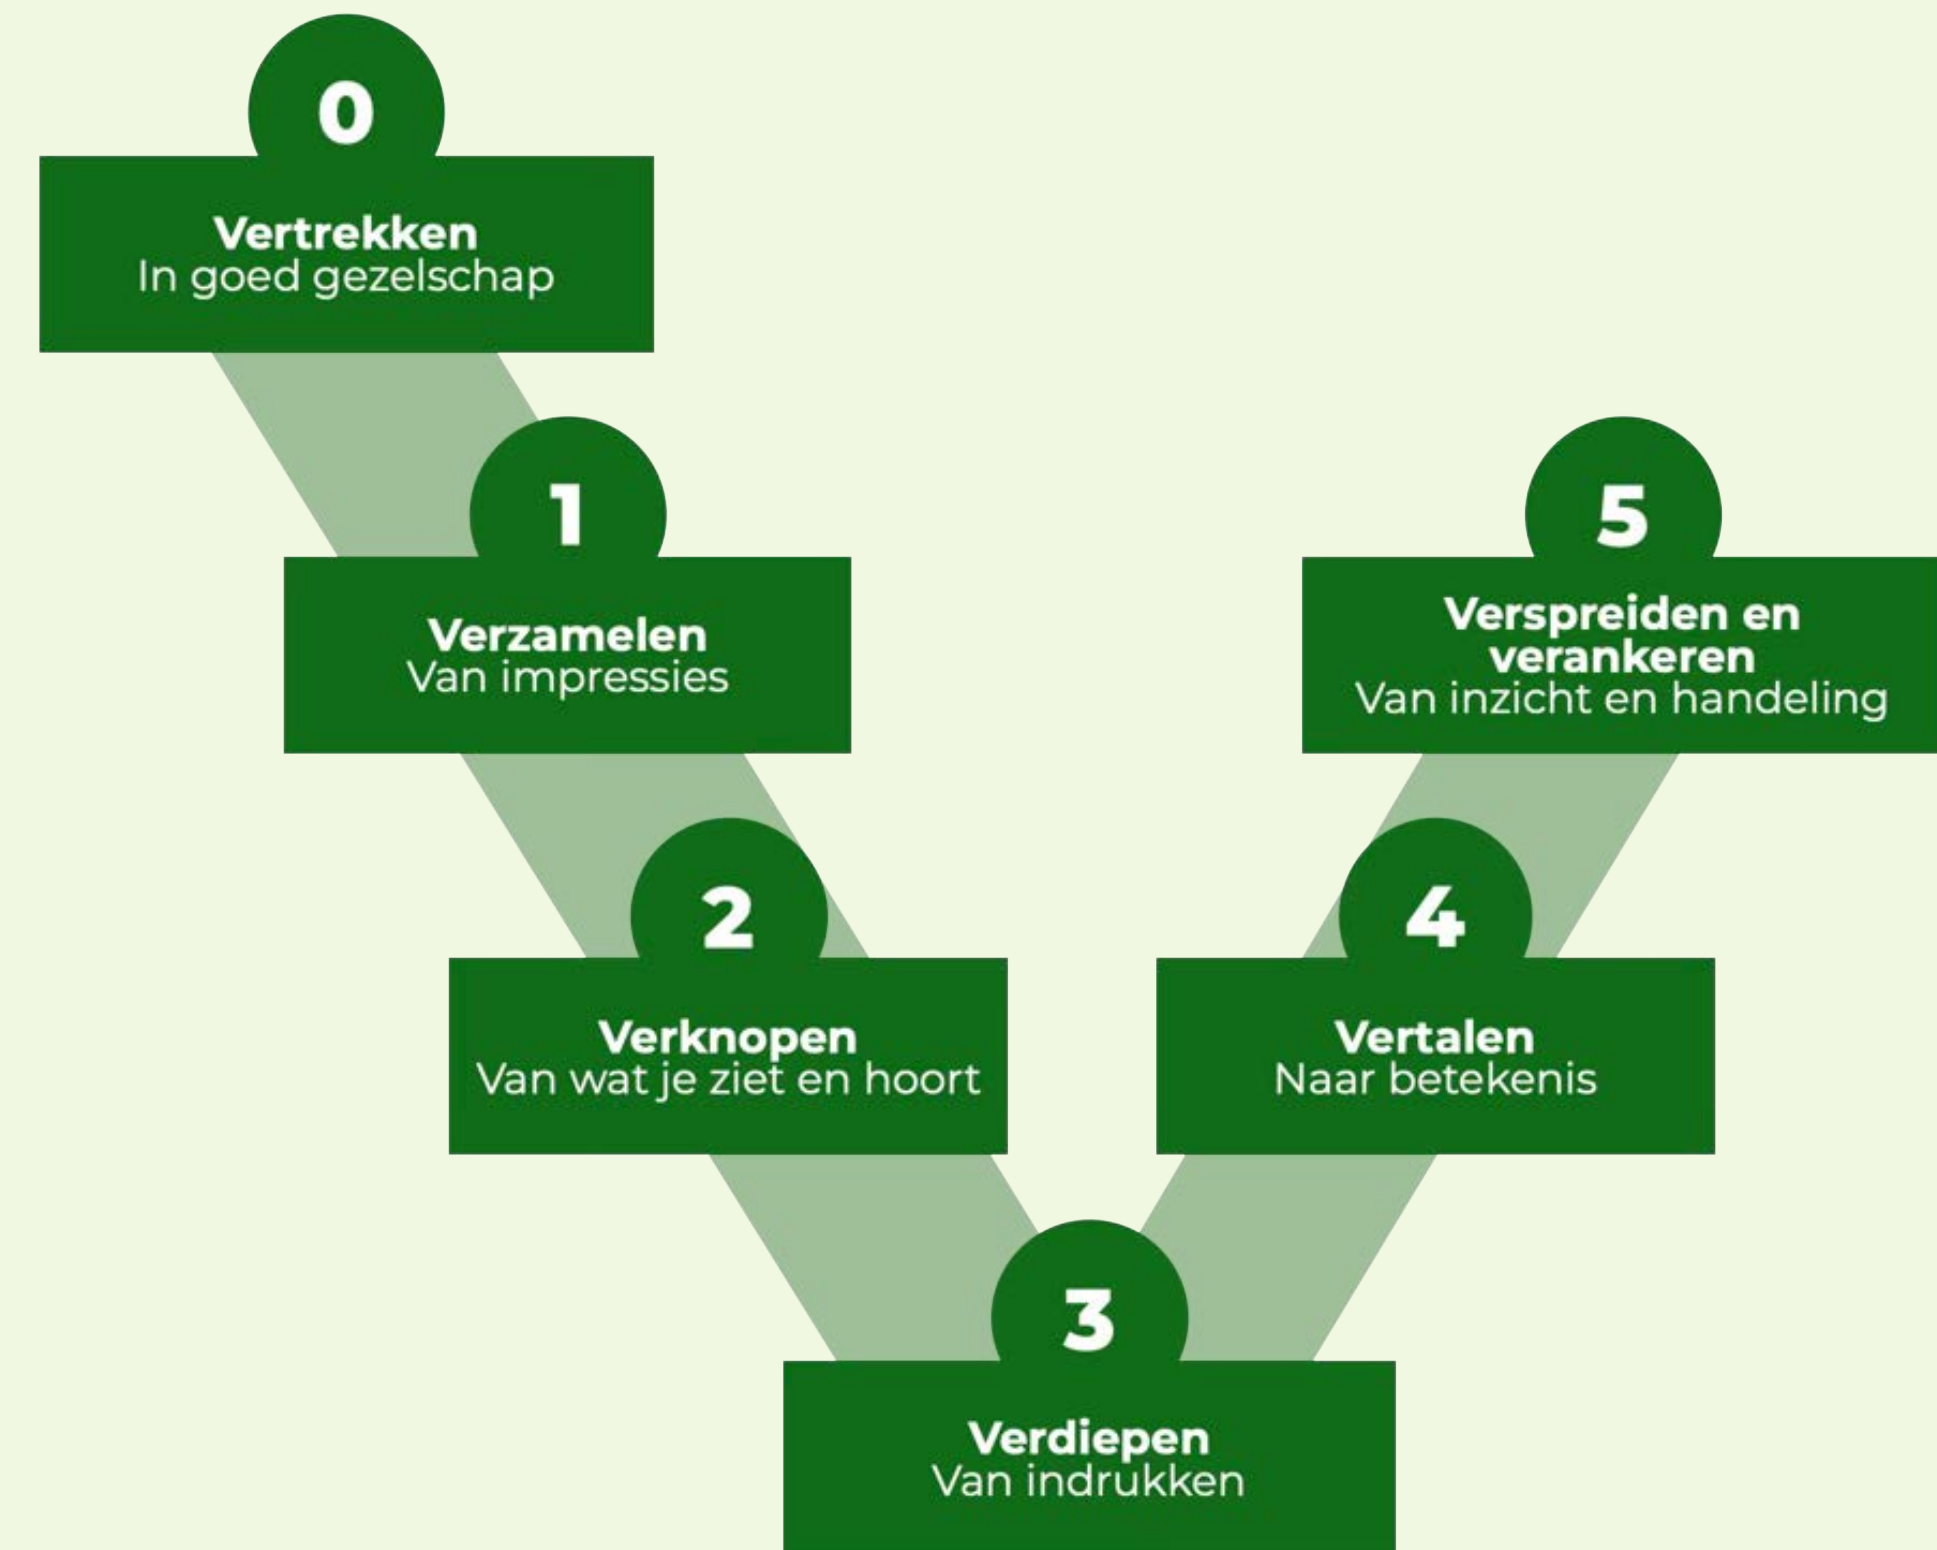 0
Vertrekken
In goed gezelschap
1
Verzamelen
Van impressies
2
Verknopen
Van wat je ziet en hoort
3
Verdiepen
Van indrukken
4
Vertalen
Naar betekenis
5
Verspreiden en
verankeren
Van inzicht en handeling